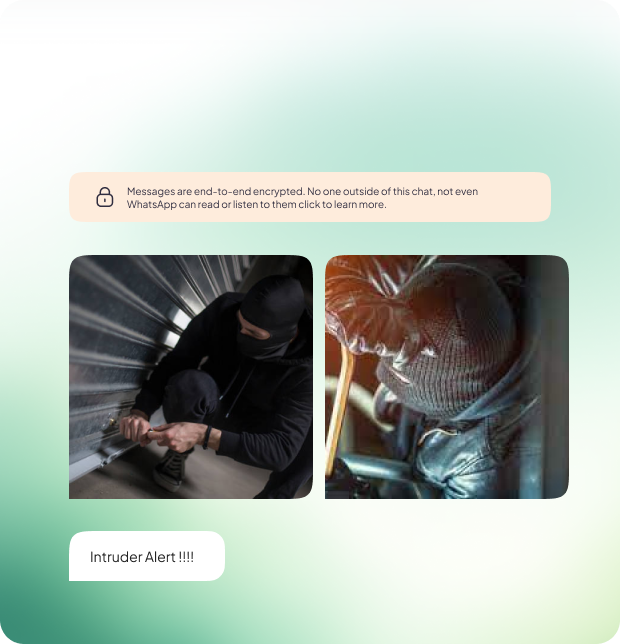 Messages are end-to-end encrypted. No one outside of this chat, not even
WhatsApp can read or listen to them click to learn more.
Intruder Alert !!!!